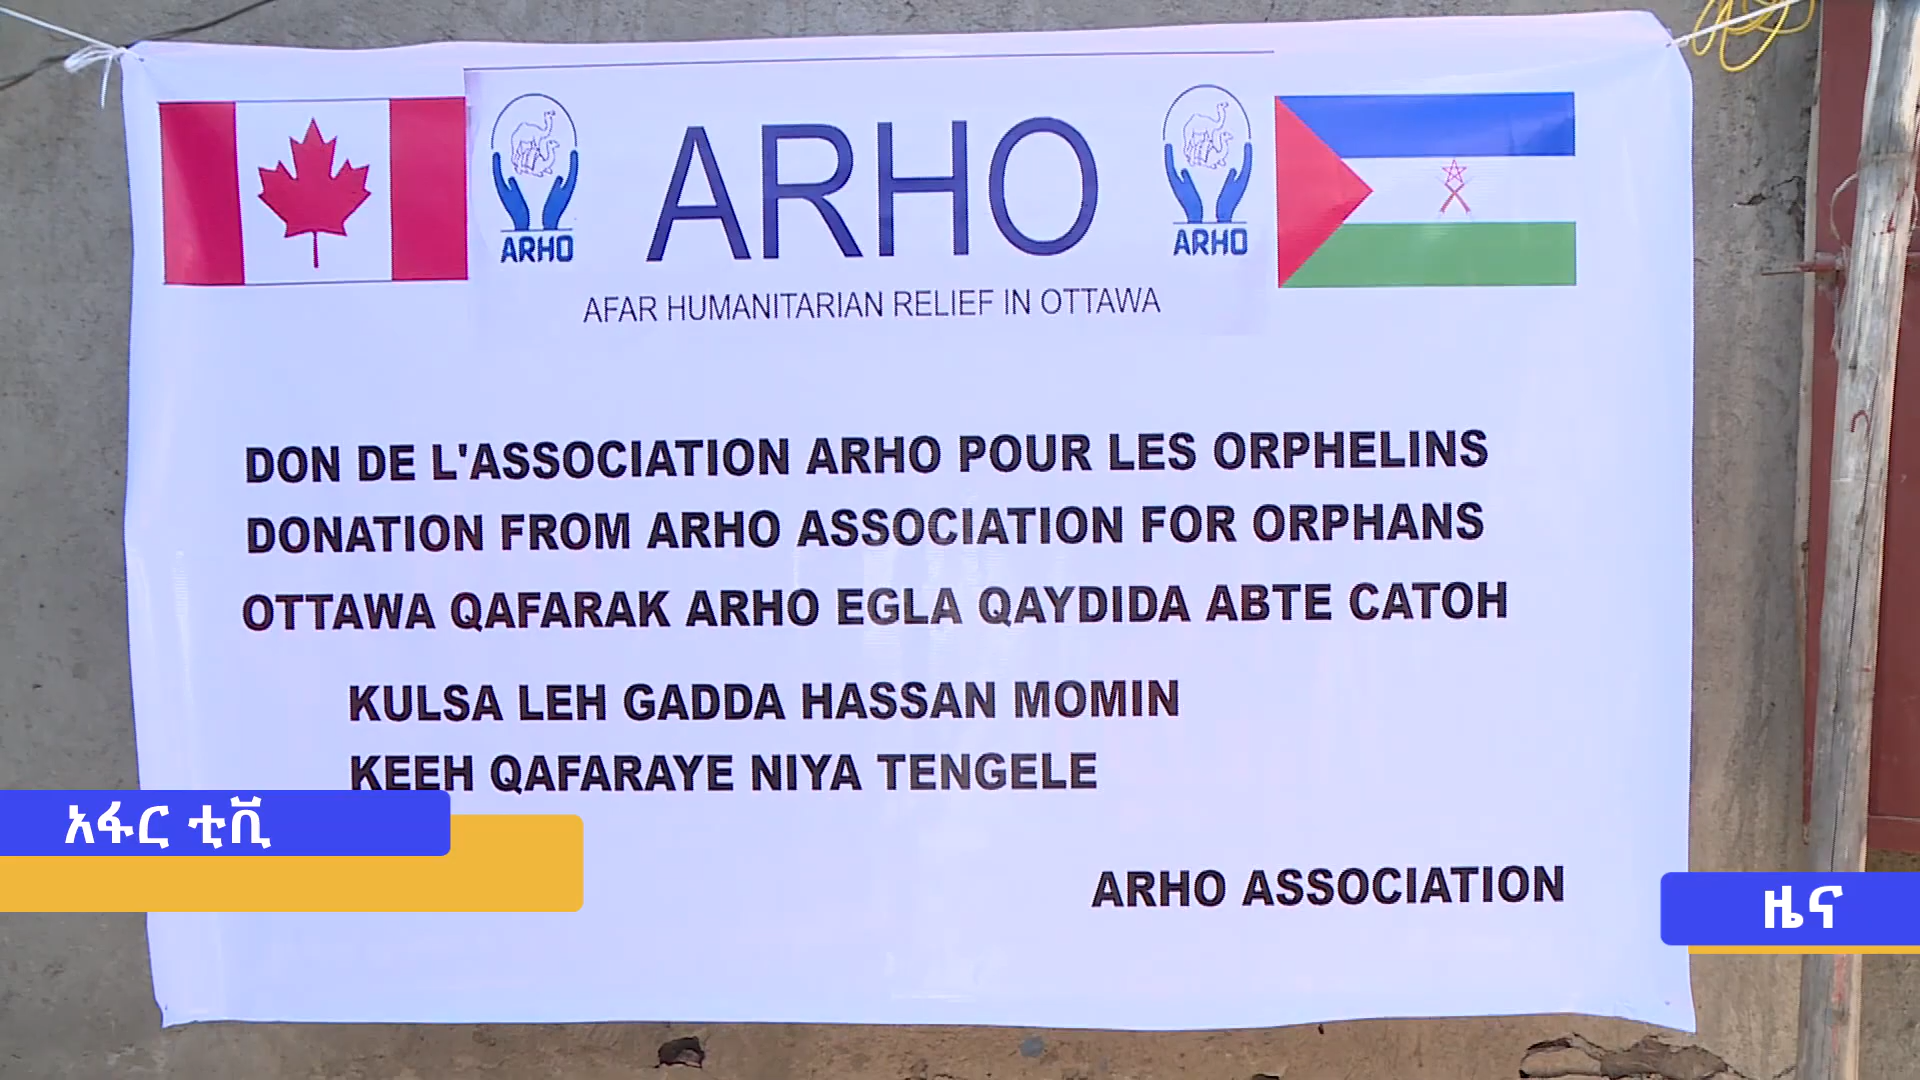 ARHO
ARHO
ARHO
AFAR HUMANITARIAN RELIEF IN OTTAWA
DON DE L'ASSOCIATION ARHO POUR LES ORPHELINS
DONATION FROM ARHO ASSOCIATION FOR ORPHANS
OTTAWA QAFARAK ARHO EGLA QAYDIDA ABTE CATOH
KULSA LEH GADDA HASSAN MOMIN
KEEH QAFARAYE NIYA TENGELE
አፋር ቲቪ
ARHO ASSOCIATION
ዜና